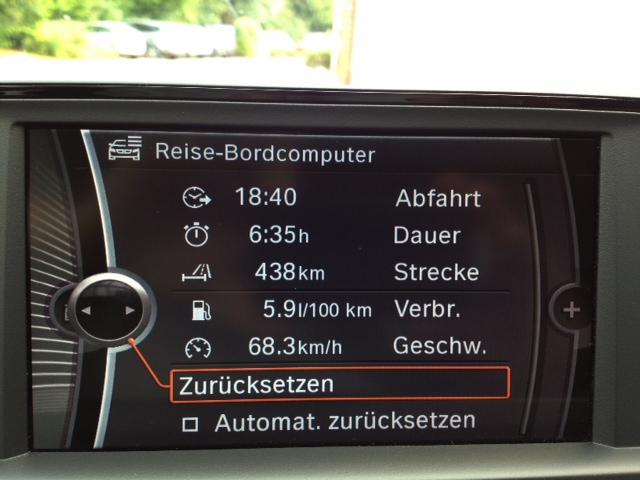 Reise-Bordcomputer
18:40 Abfahrt
6:35h Dauer
438km Strecke
5.9l/100 km Verbr.
68.3km/h Geschw.
Zurücksetzen
Automat. zurücksetzen